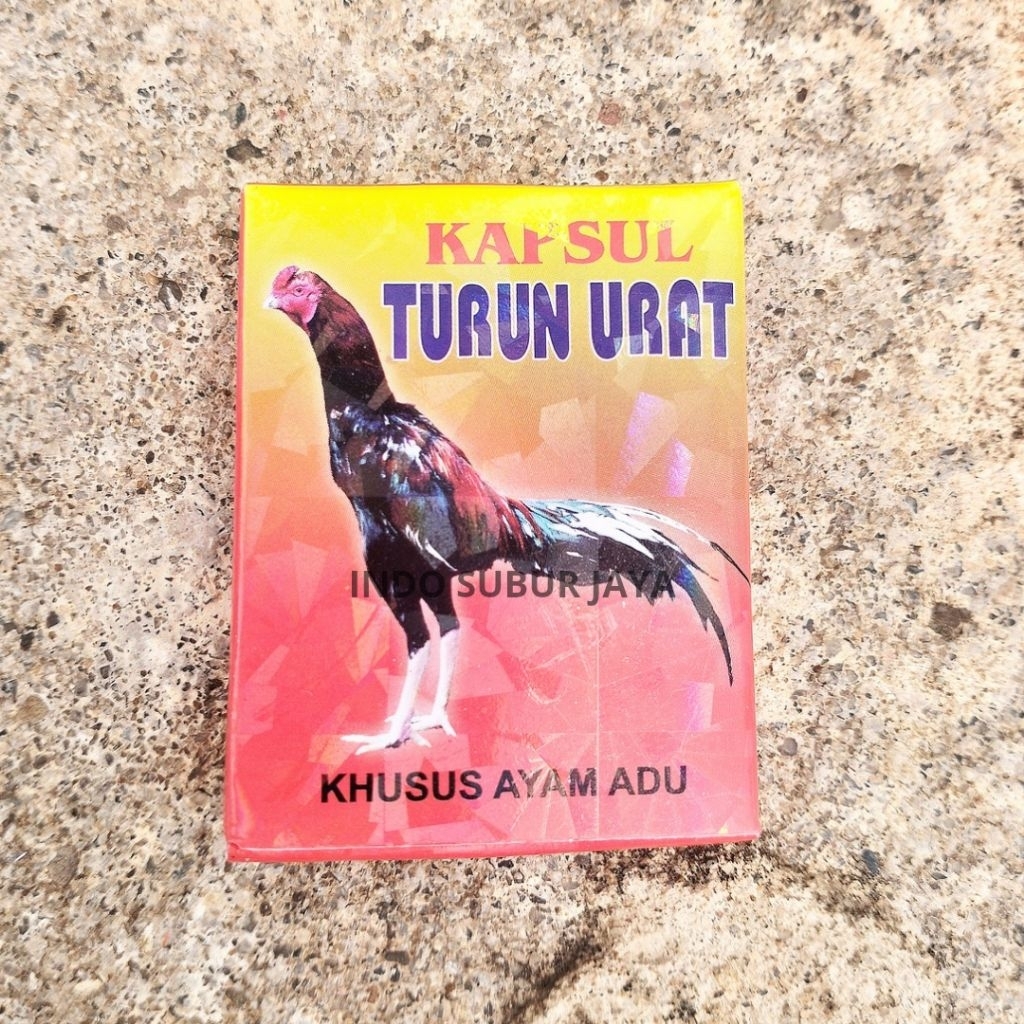 KAPSUL
TURUN URAT
INDO SUBUR JAYA
KHUSUS AYAM ADU